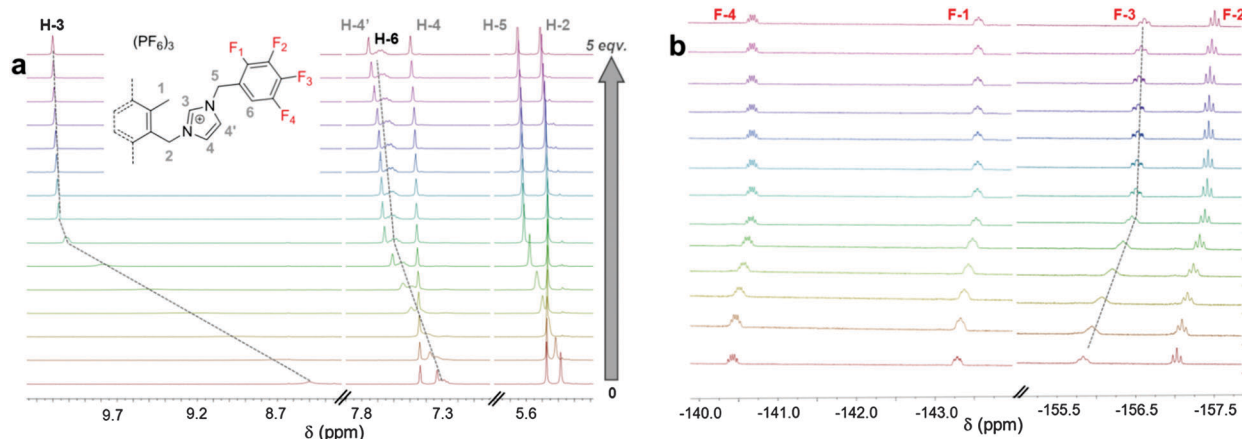 H-3
H-4'
H-4
H-5
H-2
H-6
5 eqv.
a
(PF6)3
F1
F2
F3
F4
1
2
3
4
4'
5
6
N
N
+
0
9.7
9.2
8.7
7.8
7.3
5.6
δ (ppm)
b
F-4
F-1
F-3
F-2
-140.0
-141.0
-142.0
-143.0
-155.5
-156.5
-157.5
δ (ppm)